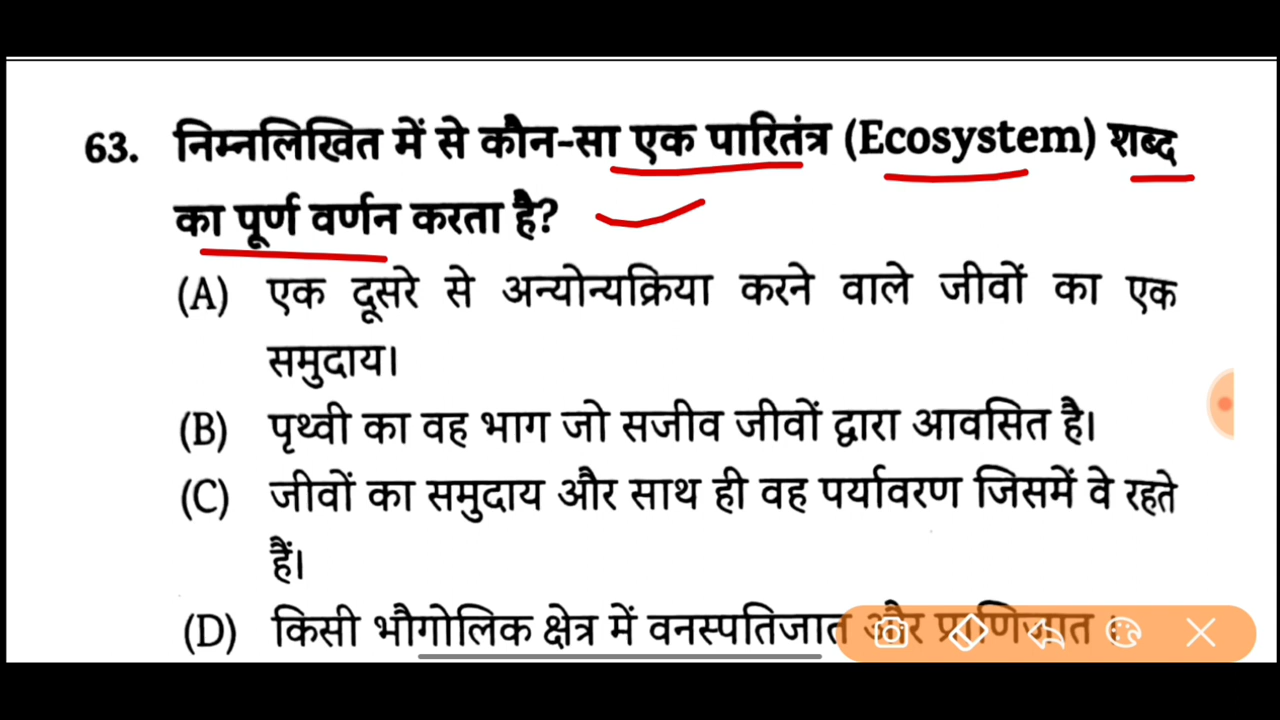 63. निम्नलिखित में से कौन-सा एक पारितंत्र (Ecosystem) शब्द
का पूर्ण वर्णन करता है?
(A) एक दूसरे से अन्योन्यक्रिया करने वाले जीवों का एक
समुदाय।
(B) पृथ्वी का वह भाग जो सजीव जीवों द्वारा आवसित है।
(C) जीवों का समुदाय और साथ ही वह पर्यावरण जिसमें वे रहते
हैं।
(D) किसी भौगोलिक क्षेत्र में वनस्पतिजात और प्राणिजात।